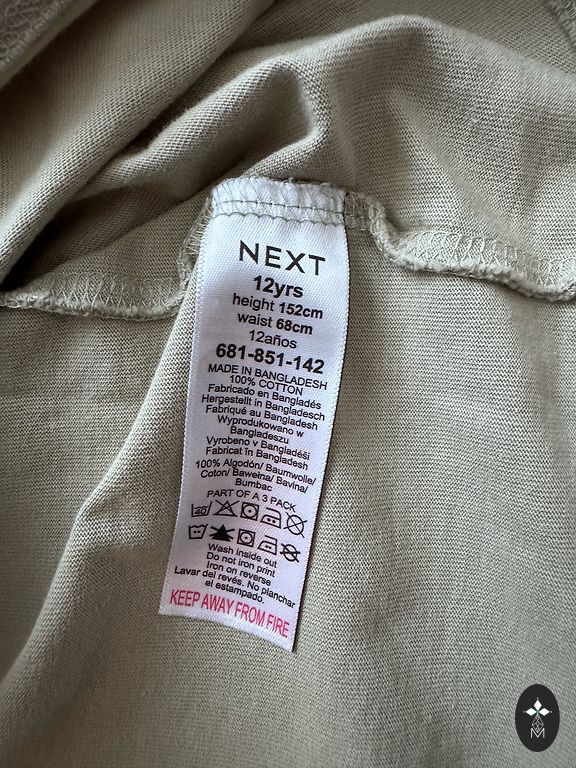 NEXT
12yrs
height 152cm
waist 68cm
12años
681-851-142
MADE IN BANGLADESH
100% COTTON
Fabricado en Bangladés
Hergestellt in Bangladesch
Fabriqué au Bangladesh
Wyprodukowano w
Bangladeszu
Vyrobeno v Bangladéši
Fabricat în Bangladesh
100% Algodón/ Baumwolle/
Coton/ Bawełna/ Bavlna/
Bumbac
PART OF A 3 PACK
40
Wash inside out
Do not iron print
Iron on reverse
Lavar del revés. No planchar
el estampado.
KEEP AWAY FROM FIRE
M